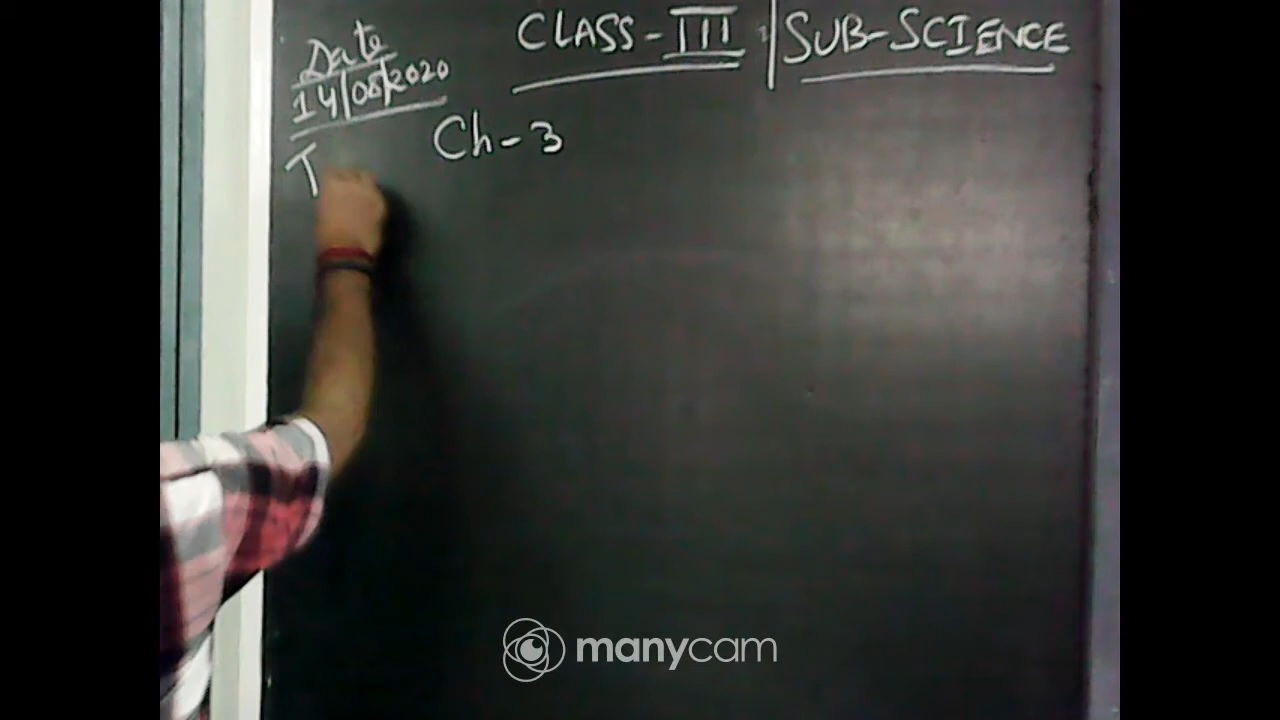 CLASS - III | SUB - SCIENCE
Date
14/08/2020
Ch - 3
T
manycam